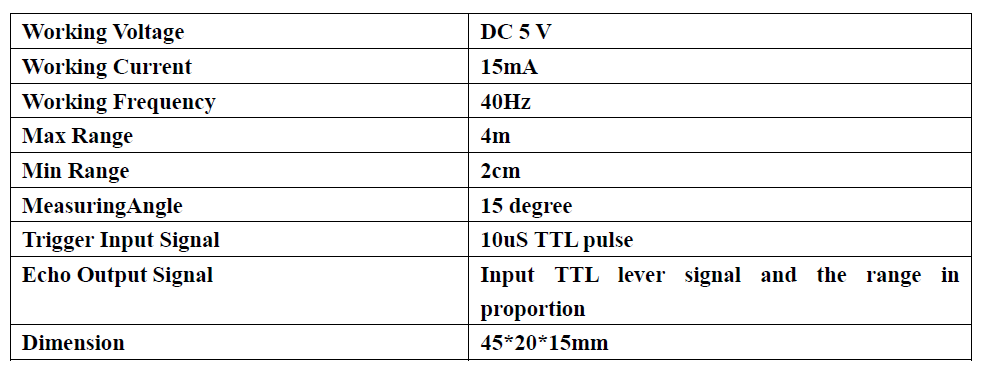 Working Voltage DC 5 V
Working Current 15mA
Working Frequency 40Hz
Max Range 4m
Min Range 2cm
MeasuringAngle 15 degree
Trigger Input Signal 10uS TTL pulse
Echo Output Signal Input TTL lever signal and the range in
proportion
Dimension 45*20*15mm